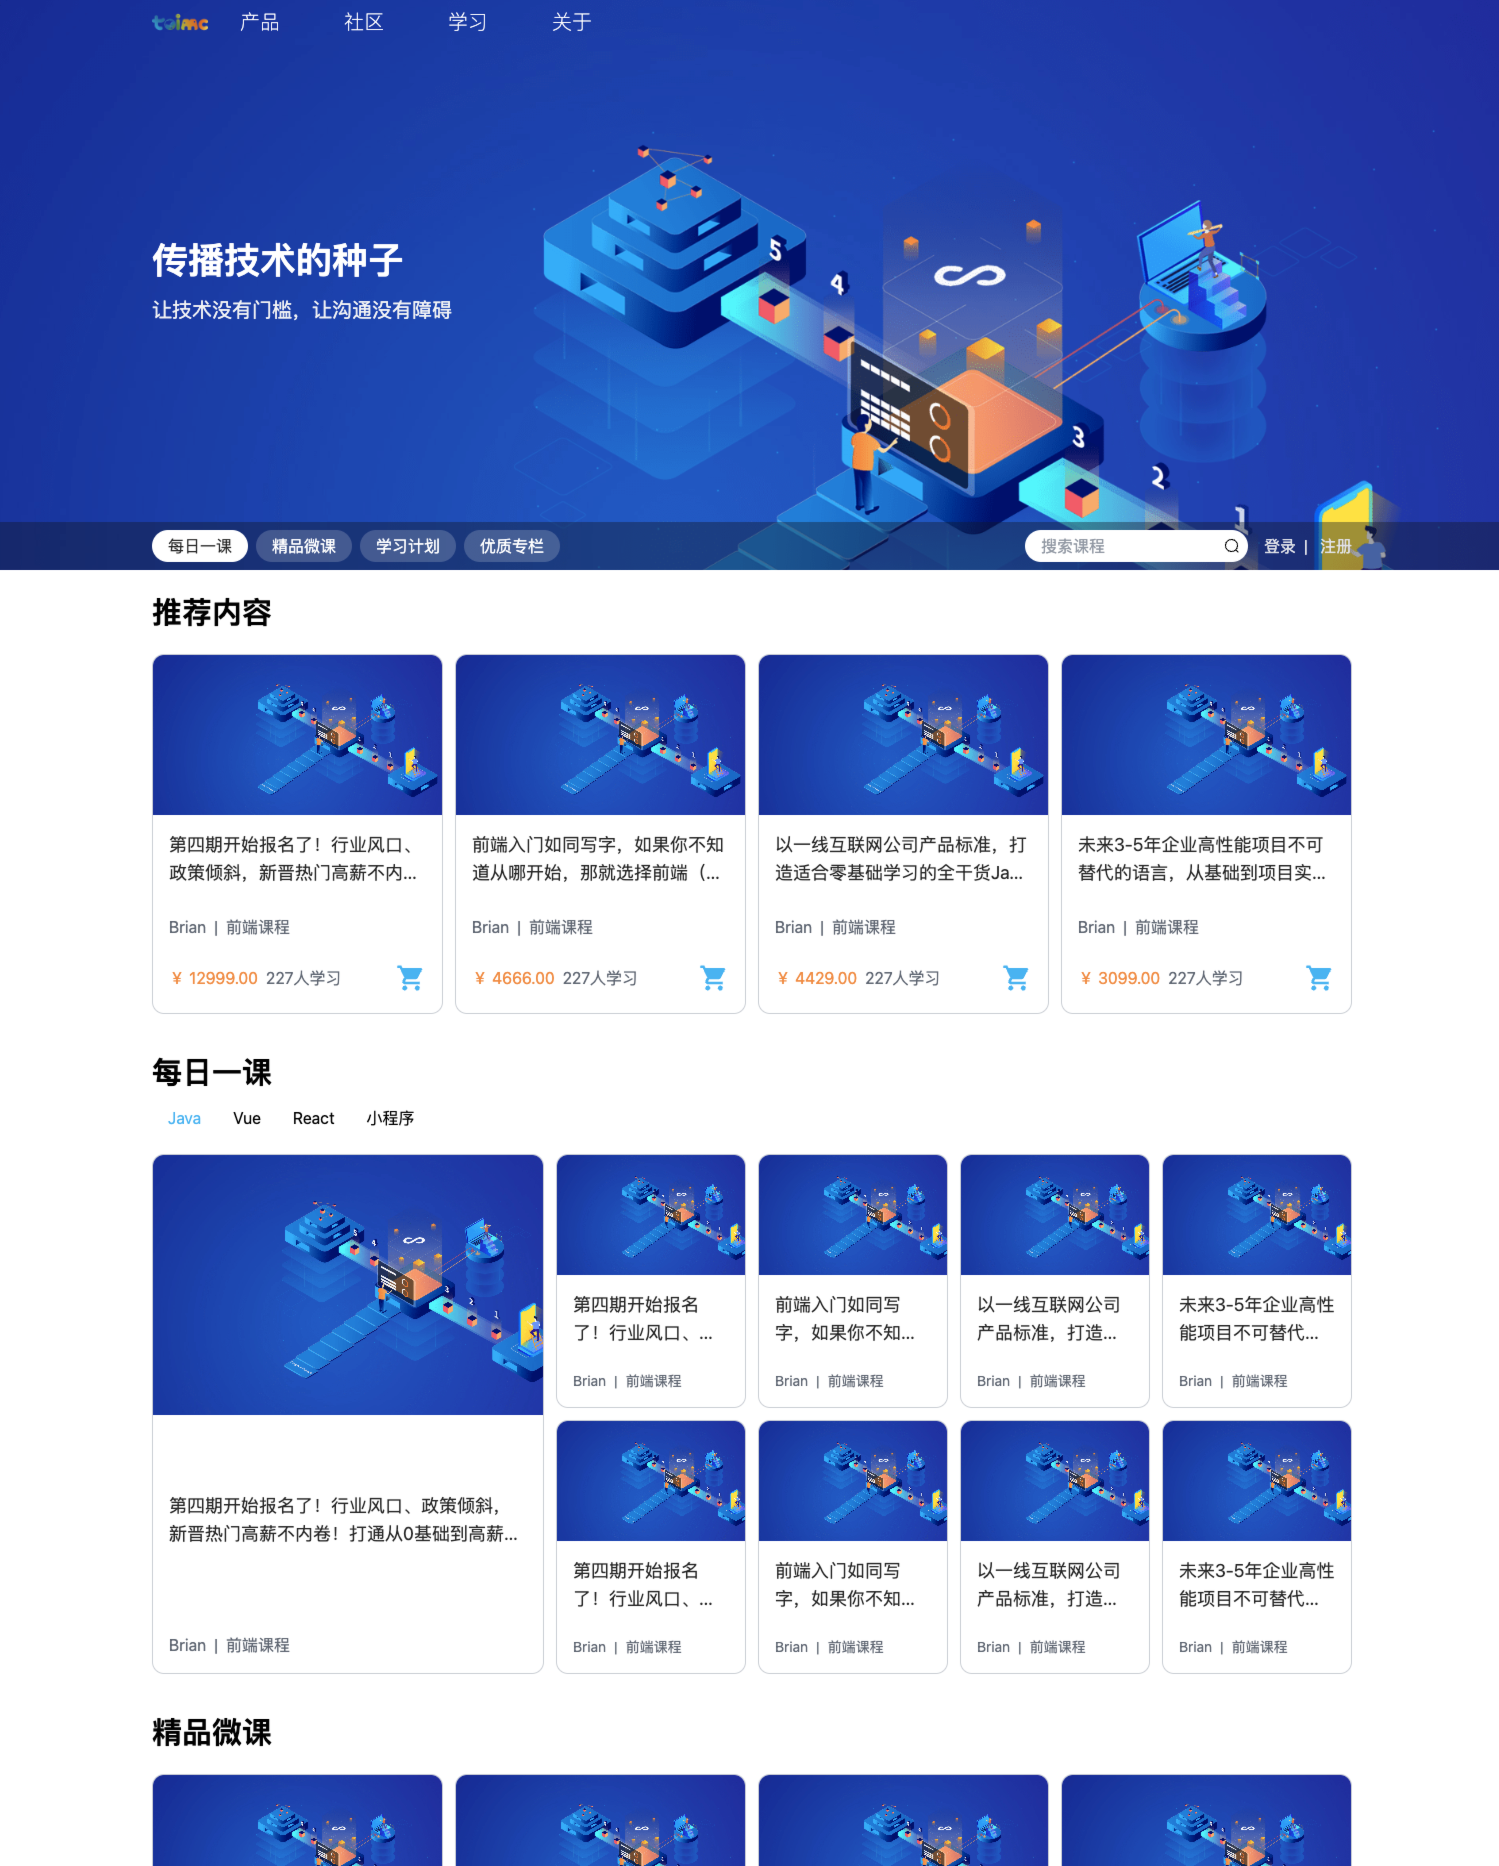 toimc
产品 社区 学习 关于
5
4
传播技术的种子
让技术没有门槛，让沟通没有障碍
3
2
1
每日一课 精品微课 学习计划 优质专栏 搜索课程 登录 | 注册
推荐内容
第四期开始报名了！行业风口、
政策倾斜，新晋热门高薪不内...
Brian | 前端课程
¥ 12999.00 227人学习
前端入门如同写字，如果你不知
道从哪开始，那就选择前端（...
Brian | 前端课程
¥ 4666.00 227人学习
以一线互联网公司产品标准，打
造适合零基础学习的全干货Ja...
Brian | 前端课程
¥ 4429.00 227人学习
未来3-5年企业高性能项目不可
替代的语言，从基础到项目实...
Brian | 前端课程
¥ 3099.00 227人学习
每日一课
Java Vue React 小程序
第四期开始报名了！行业风口、政策倾斜，
新晋热门高薪不内卷！打通从0基础到高薪...
Brian | 前端课程
第四期开始报名
了！行业风口、...
Brian | 前端课程
前端入门如同写
字，如果你不知...
Brian | 前端课程
以一线互联网公司
产品标准，打造...
Brian | 前端课程
未来3-5年企业高性
能项目不可替代...
Brian | 前端课程
第四期开始报名
了！行业风口、...
Brian | 前端课程
前端入门如同写
字，如果你不知...
Brian | 前端课程
以一线互联网公司
产品标准，打造...
Brian | 前端课程
未来3-5年企业高性
能项目不可替代...
Brian | 前端课程
精品微课